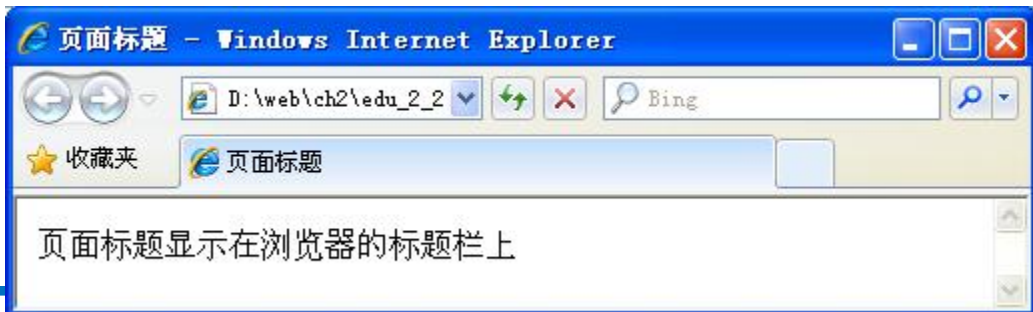 页面标题 - Windows Internet Explorer
D:\web\ch2\edu_2_2
Bing
收藏夹
页面标题
页面标题显示在浏览器的标题栏上